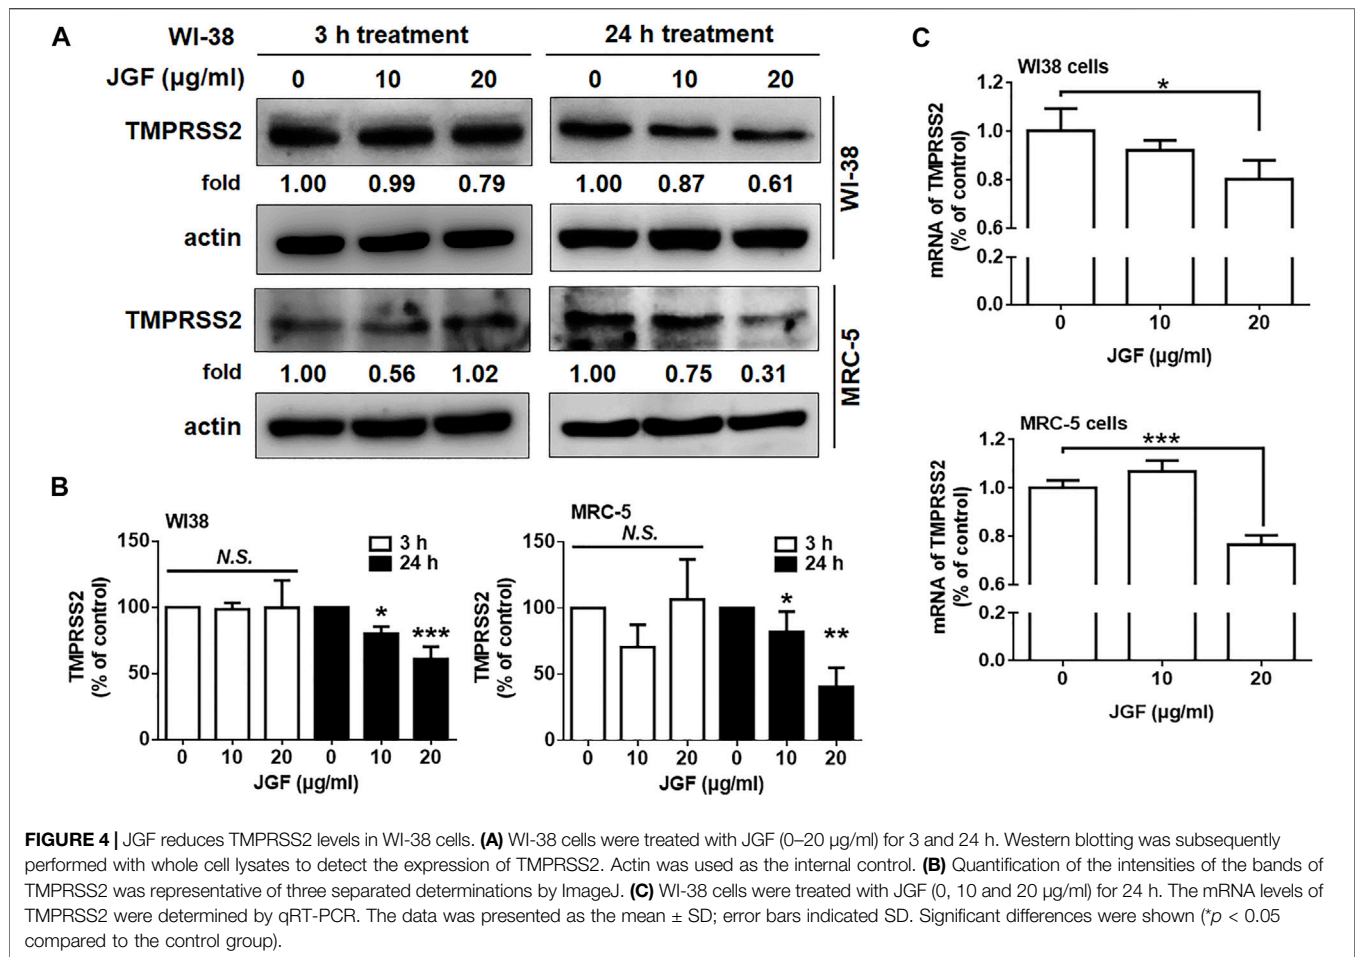 A
WI-38 3 h treatment 24 h treatment
JGF (µg/ml) 0 10 20 0 10 20
TMPRSS2
fold 1.00 0.99 0.79 1.00 0.87 0.61
actin
WI-38
TMPRSS2
fold 1.00 0.56 1.02 1.00 0.75 0.31
actin
MRC-5
B
WI38
N.S.
3 h
24 h
* ***
TMPRSS2
(% of control)
150
100
50
0
0 10 20 0 10 20
JGF (µg/ml)
MRC-5
N.S.
3 h
24 h
* **
TMPRSS2
(% of control)
150
100
50
0
0 10 20 0 10 20
JGF (µg/ml)
C
WI38 cells
*
mRNA of TMPRSS2
(% of control)
1.2
1.0
0.8
0.6
0.2
0.0
0 10 20
JGF (µg/ml)
MRC-5 cells
***
mRNA of TMPRSS2
(% of control)
1.2
1.0
0.8
0.6
0.2
0.0
0 10 20
JGF (µg/ml)
FIGURE 4 | JGF reduces TMPRSS2 levels in WI-38 cells. (A) WI-38 cells were treated with JGF (0–20 µg/ml) for 3 and 24 h. Western blotting was subsequently
performed with whole cell lysates to detect the expression of TMPRSS2. Actin was used as the internal control. (B) Quantification of the intensities of the bands of
TMPRSS2 was representative of three separated determinations by ImageJ. (C) WI-38 cells were treated with JGF (0, 10 and 20 µg/ml) for 24 h. The mRNA levels of
TMPRSS2 were determined by qRT-PCR. The data was presented as the mean ± SD; error bars indicated SD. Significant differences were shown (*p < 0.05
compared to the control group).